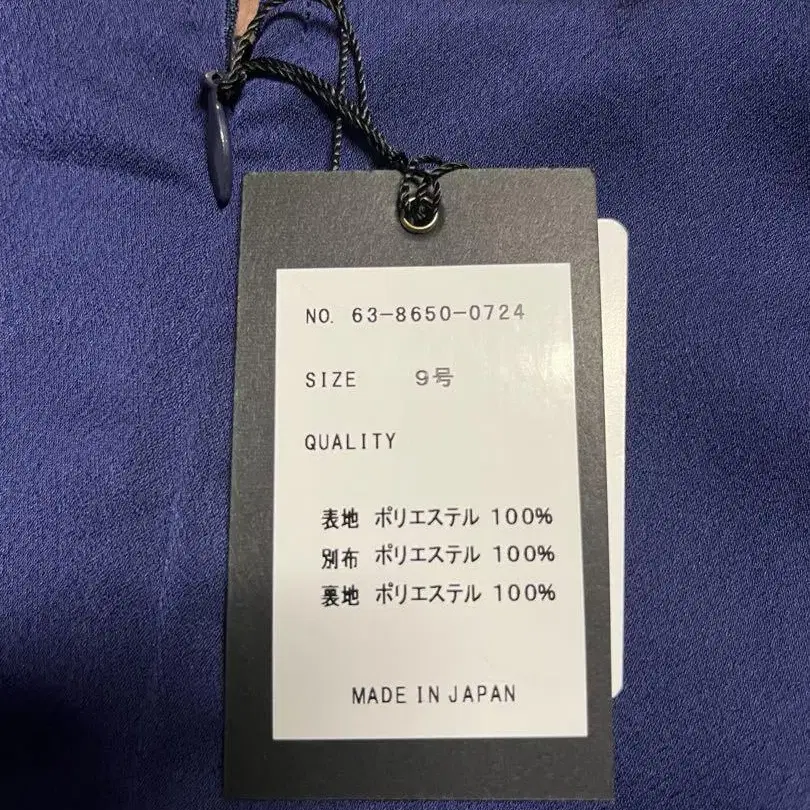 NO. 63-8650-0724
SIZE 9号
QUALITY
表地 ポリエステル 100%
別布 ポリエステル 100%
裏地 ポリエステル 100%
MADE IN JAPAN